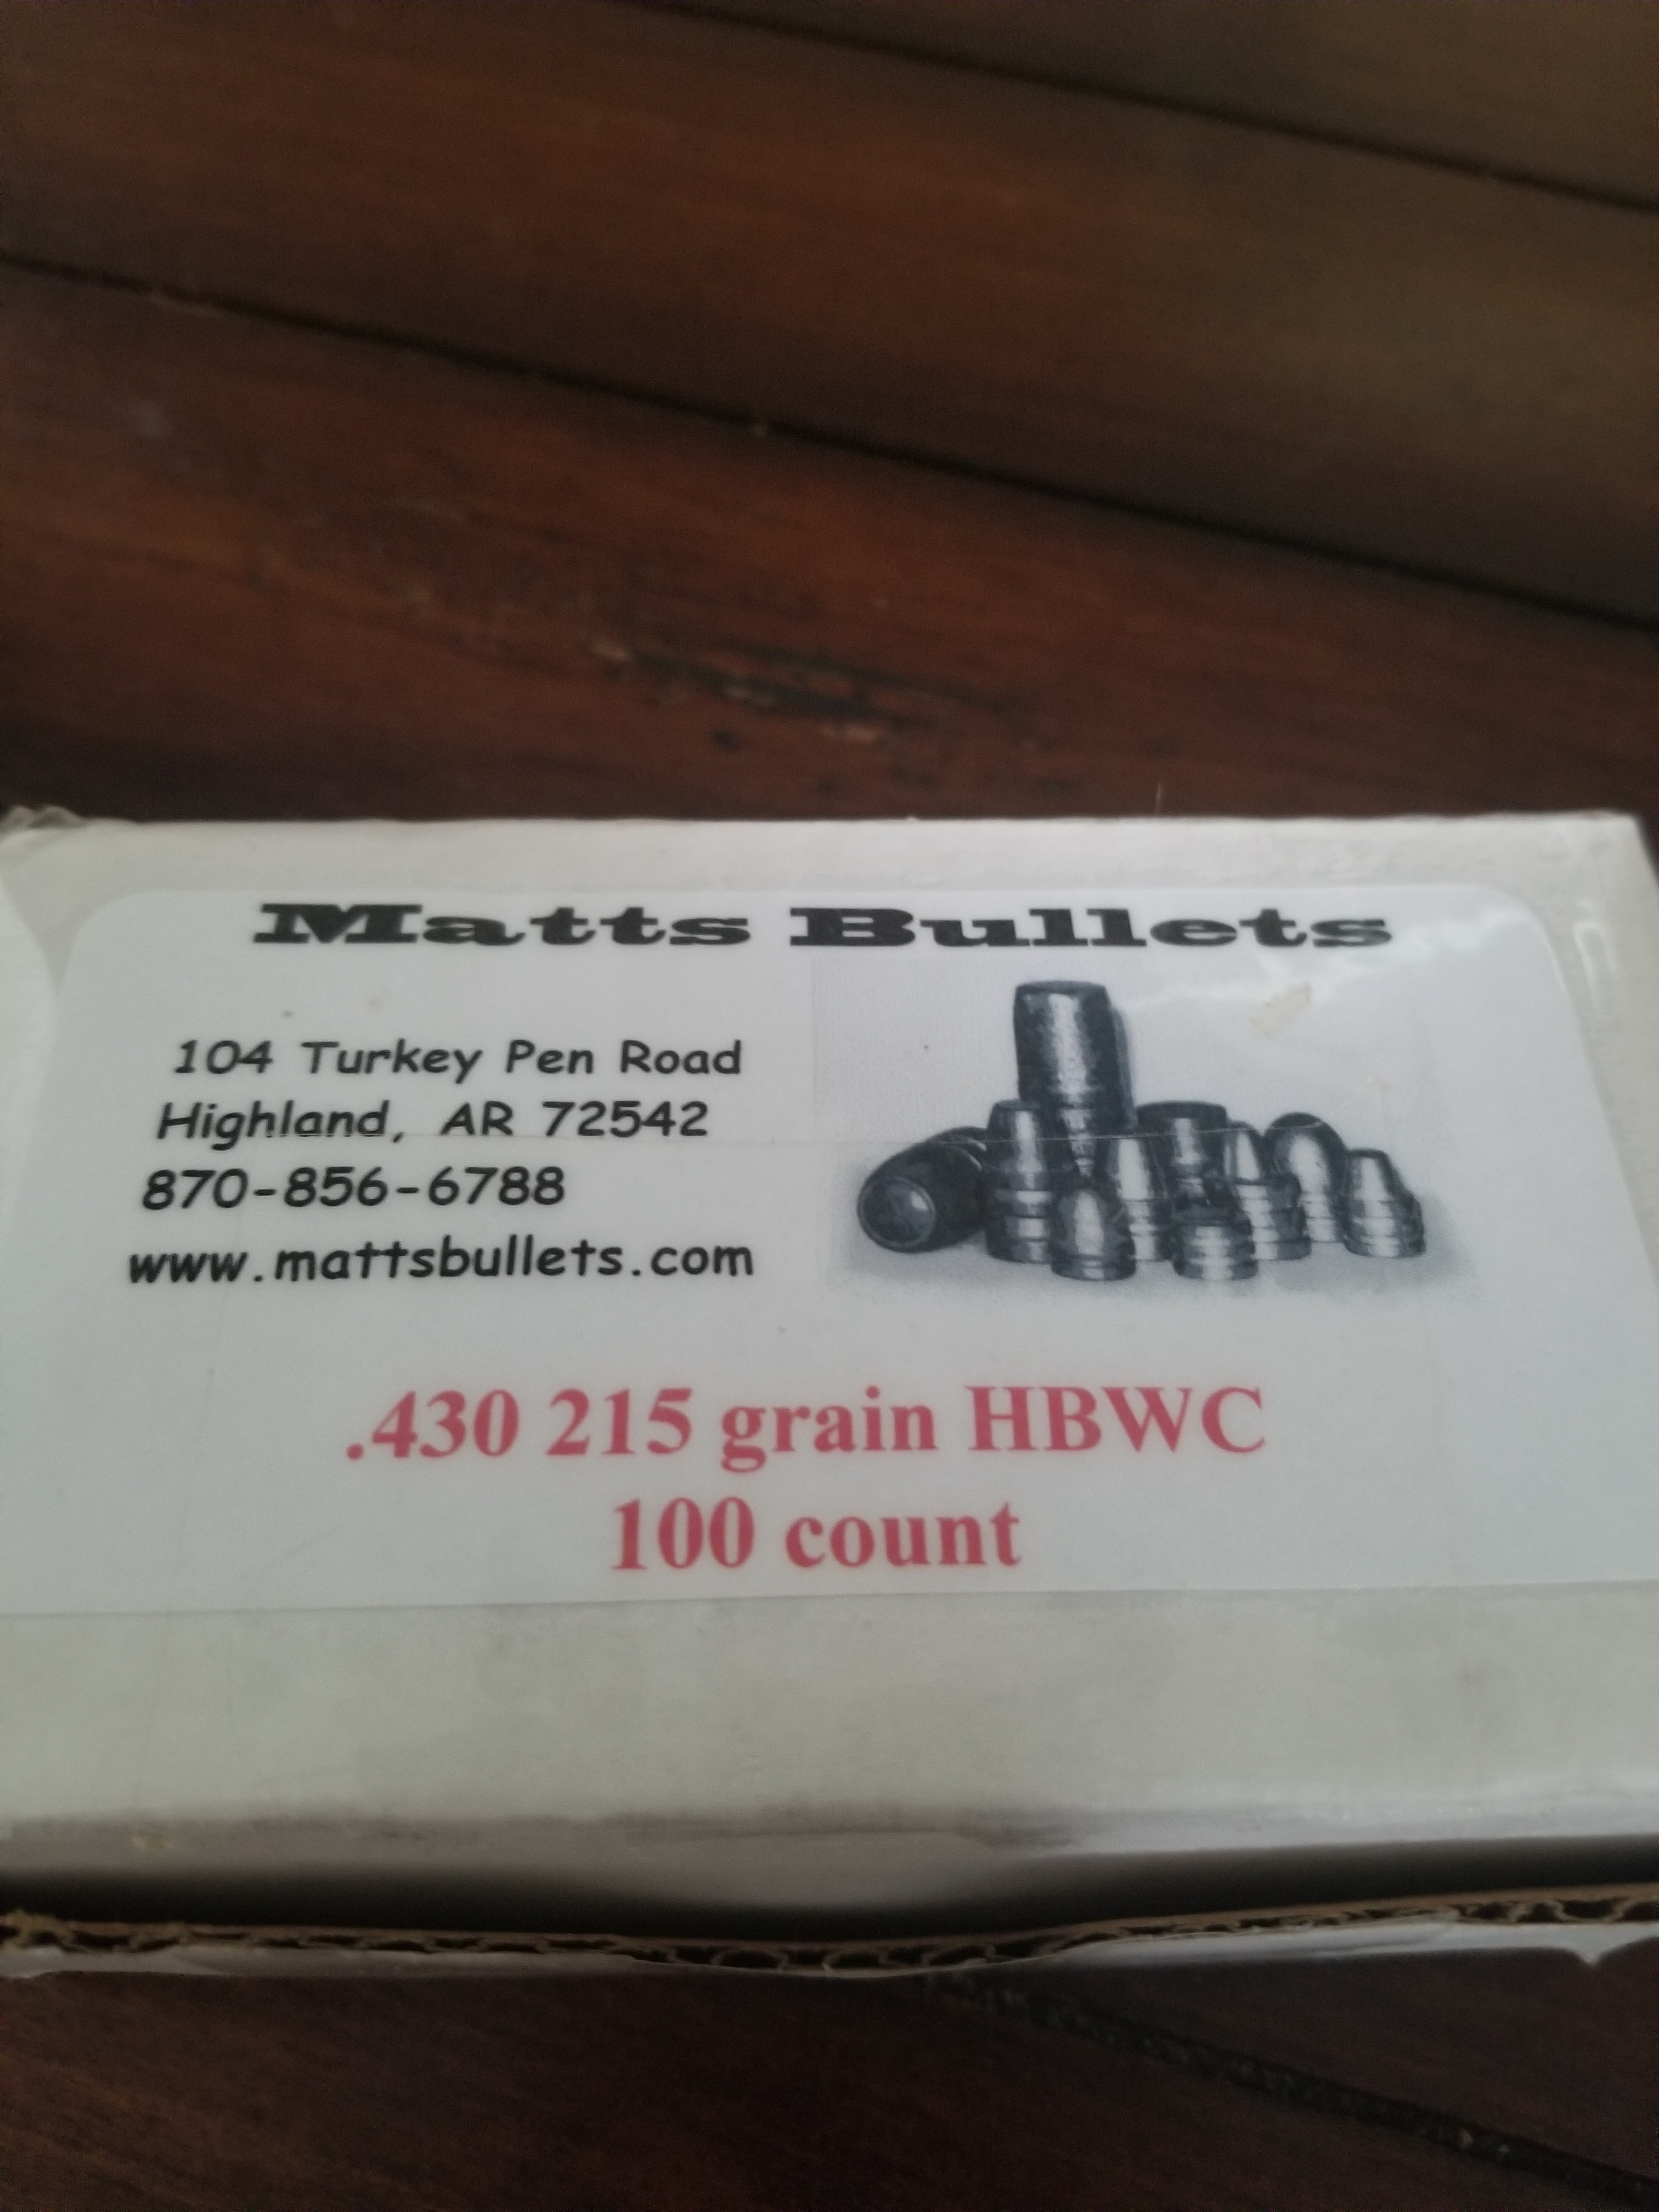 Matts Bullets
104 Turkey Pen Road
Highland, AR 72542
870-856-6788
www.mattsbullets.com
.430 215 grain HBWC
100 count